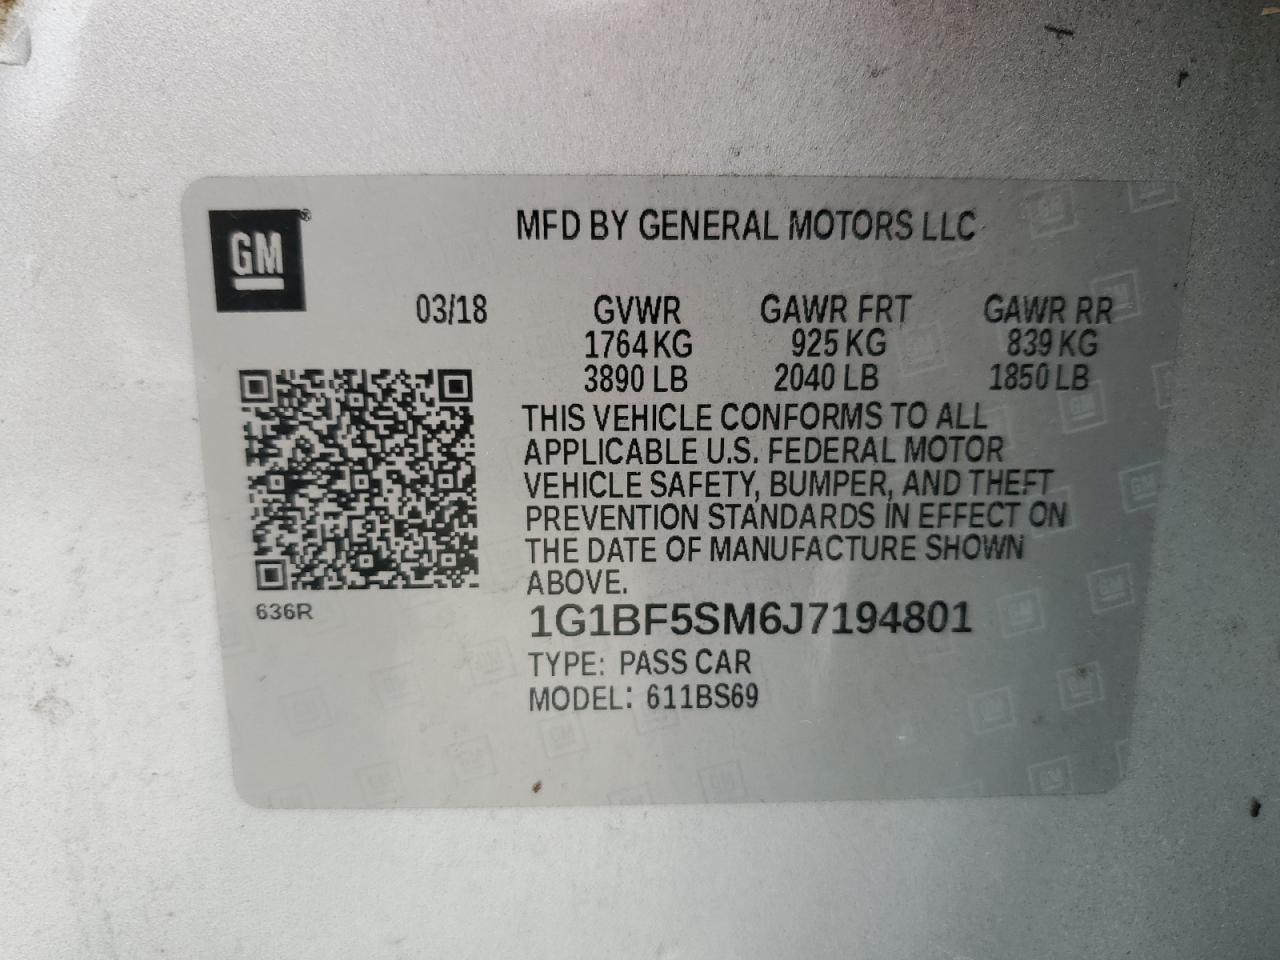 GM®
MFD BY GENERAL MOTORS LLC
03/18 GVWR GAWR FRT GAWR RR
1764 KG 925 KG 839 KG
3890 LB 2040 LB 1850 LB
THIS VEHICLE CONFORMS TO ALL
APPLICABLE U.S. FEDERAL MOTOR
VEHICLE SAFETY, BUMPER, AND THEFT
PREVENTION STANDARDS IN EFFECT ON
THE DATE OF MANUFACTURE SHOWN
ABOVE.
636R
1G1BF5SM6J7194801
TYPE: PASS CAR
MODEL: 611BS69